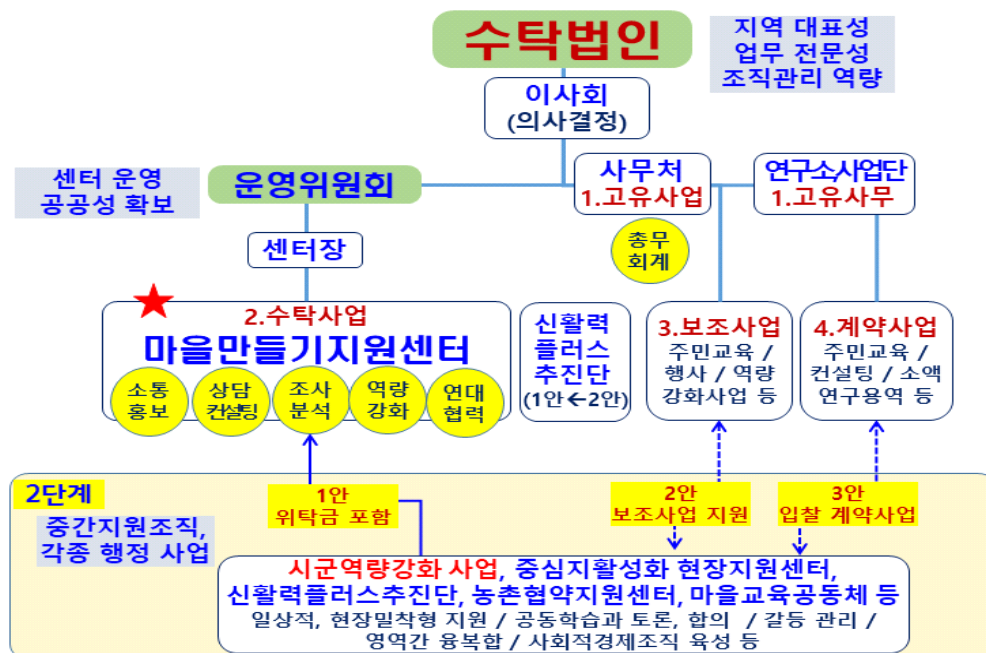 수탁법인
지역 대표성
업무 전문성
조직관리 역량
이사회
(의사결정)
센터 운영
공공성 확보
운영위원회
사무처
1.고유사업
연구소,사업단
1.고유사무
센터장
총무
회계
2.수탁사업
마을만들기지원센터
소통
홍보
상담
컨설팅
조사
분석
역량
강화
연대
협력
신활력
플러스
추진단
(1안←2안)
3.보조사업
주민교육 /
행사 / 역량
강화사업 등
4.계약사업
주민교육 /
컨설팅 / 소액
연구용역 등
2단계
중간지원조직,
각종 행정 사업
1안
위탁금 포함
2안
보조사업 지원
3안
입찰 계약사업
시군역량강화 사업, 중심지활성화 현장지원센터,
신활력플러스추진단, 농촌협약지원센터, 마을교육공동체 등
일상적, 현장밀착형 지원 / 공동학습과 토론, 합의 / 갈등 관리 /
영역간 융복합 / 사회적경제조직 육성 등